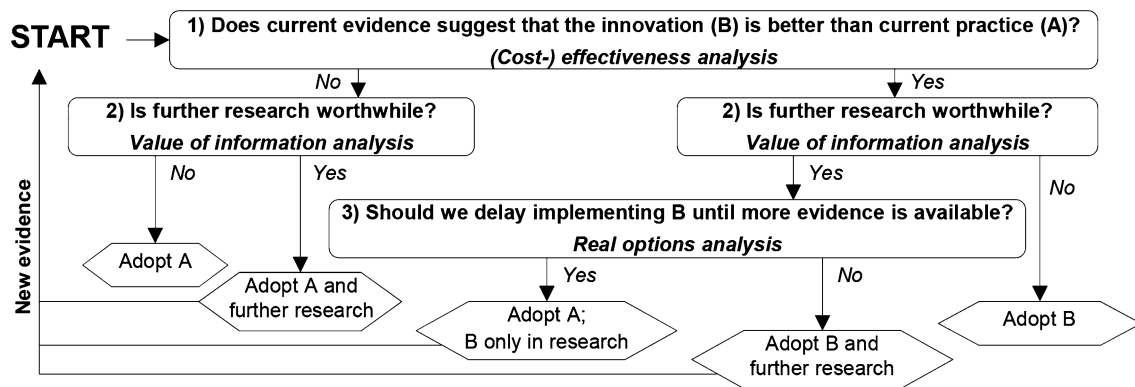 START
1) Does current evidence suggest that the innovation (B) is better than current practice (A)?
(Cost-) effectiveness analysis
No
Yes
2) Is further research worthwhile?
Value of information analysis
2) Is further research worthwhile?
Value of information analysis
No
Yes
Yes
No
3) Should we delay implementing B until more evidence is available?
Real options analysis
Adopt A
Adopt A and
further research
Yes
No
Adopt A;
B only in research
Adopt B and
further research
Adopt B
New evidence